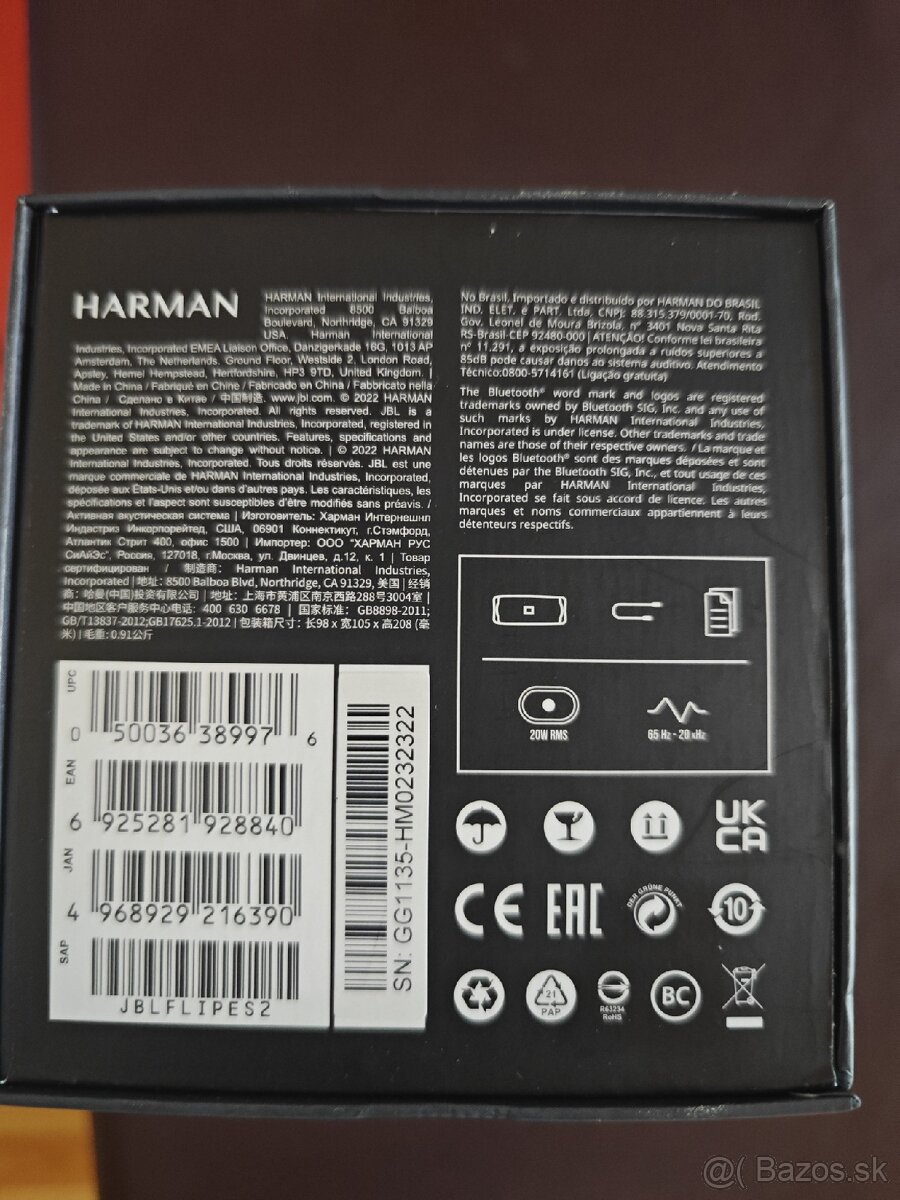 HARMAN
HARMAN International Industries,
Incorporated 8500 Balboa
Boulevard, Northridge, CA 91329
USA Harman International
Industries, Incorporated EMEA Liaison Office, Danzigerkade 16G, 1013 AP
Amsterdam, The Netherlands, Ground Floor, Westside 2, London Road,
Apsley, Hemel Hempstead, Hertfordshire, HP3 9TD, United Kingdom. |
Made in China / Fabriqué en Chine / Fabricado en China / Fabbricato nella
China / Сделано в Китае / 中国制造, www.jbl.com. © 2022 HARMAN
International Industries, Incorporated. All rights reserved. JBL is a
trademark of HARMAN International Industries, Incorporated, registered in
the United States and/or other countries. Features, specifications and
appearance are subject to change without notice. | © 2022 HARMAN
International Industries, Incorporated. Tous droits réservés. JBL est une
marque commerciale de HARMAN International Industries, Incorporated,
déposée aux États-Unis et/ou dans d'autres pays. Les caractéristiques, les
spécifications et l'aspect sont susceptibles d'être modifiés sans préavis. /
Активная акустическая система | Изготовитель: Харман Интернешнл
Индастриз Инкорпорейтед, США, 06901 Коннектикут, г.Стэмфорд,
Атлантик Стрит 400, офис 1500 | Импортер: ООО "ХАРМАН РУС
СиАйЭс", Россия, 127018, г.Москва, ул. Двинцев, д.12, к. 1 | Товар
сертифицирован / 制造商: Harman International Industries,
Incorporated | 地址: 8500 Balboa Blvd, Northridge, CA 91329, 美国 | 经销
商: 哈曼(中国)投资有限公司 | 地址: 上海市黄浦区南京西路288号 |
中国地区客户服务中心电话: 400 630 6678 | 国家标准: GB8898-2011;
GB/T13837-2012;GB17625.1-2012 | 包装箱尺寸: 长98 x 宽105 x 高208 (毫
米) | 毛重: 0.91公斤
No Brasil, Importado e distribuído por HARMAN DO BRASIL
IND. ELET. e PART. Ltda, CNPJ: 88.315.379/0001-70, Rod.
Gov. Leonel de Moura Brizola, nº 3401 Nova Santa Rita
RS-Brasil-CEP 92480-000 | ATENÇÃO! Conforme lei brasileira
nº 11.291, a exposição prolongada a ruídos superiores a
85dB pode causar danos ao sistema auditivo. Atendimento
Técnico:0800-5714161 (Ligação gratuita)
The Bluetooth® word mark and logos are registered
trademarks owned by Bluetooth SIG, Inc. and any use of
such marks by HARMAN International Industries,
Incorporated is under license. Other trademarks and trade
names are those of their respective owners. / La marque et
les logos Bluetooth® sont des marques déposées et sont
détenues par the Bluetooth SIG, Inc., et tout usage de ces
marques par HARMAN International Industries,
Incorporated se fait sous accord de licence. Les autres
marques et noms commerciaux appartiennent à leurs
détenteurs respectifs.
20W RMS
65 Hz - 20 kHz
UPC
0 50036 38997 6
EAN
6 925281 928840
JAN
4 968929 216390
SAP
JBLFLIPES2
SN: GG1135-HM0232322
UK
CA
CE
EAC
DER GRÜNE PUNKT
10
21
PAP
R63234
RoHS
BC
@( Bazos.sk